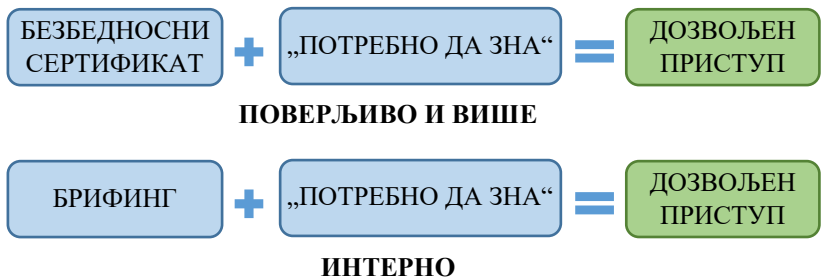 БЕЗБЕДНОСНИ
СЕРТИФИКАТ
„ПОТРЕБНО ДА ЗНА“
ДОЗВОЉЕН
ПРИСТУП
ПОВЕРЉИВО И ВИШЕ
БРИФИНГ
„ПОТРЕБНО ДА ЗНА“
ДОЗВОЉЕН
ПРИСТУП
ИНТЕРНО